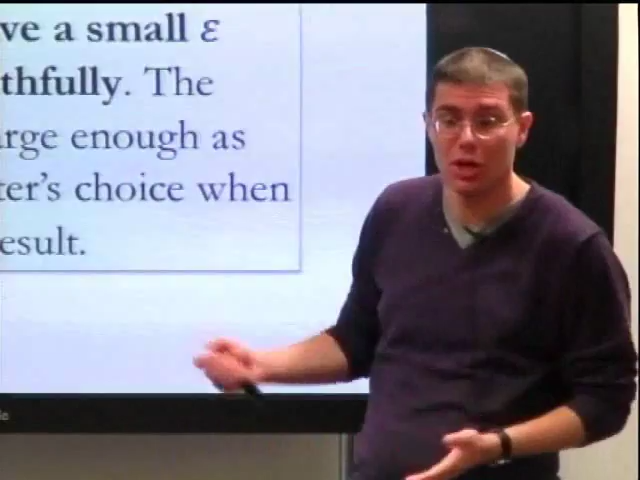 ve a small ε
thfully. The
arge enough as
ter's choice when
esult.